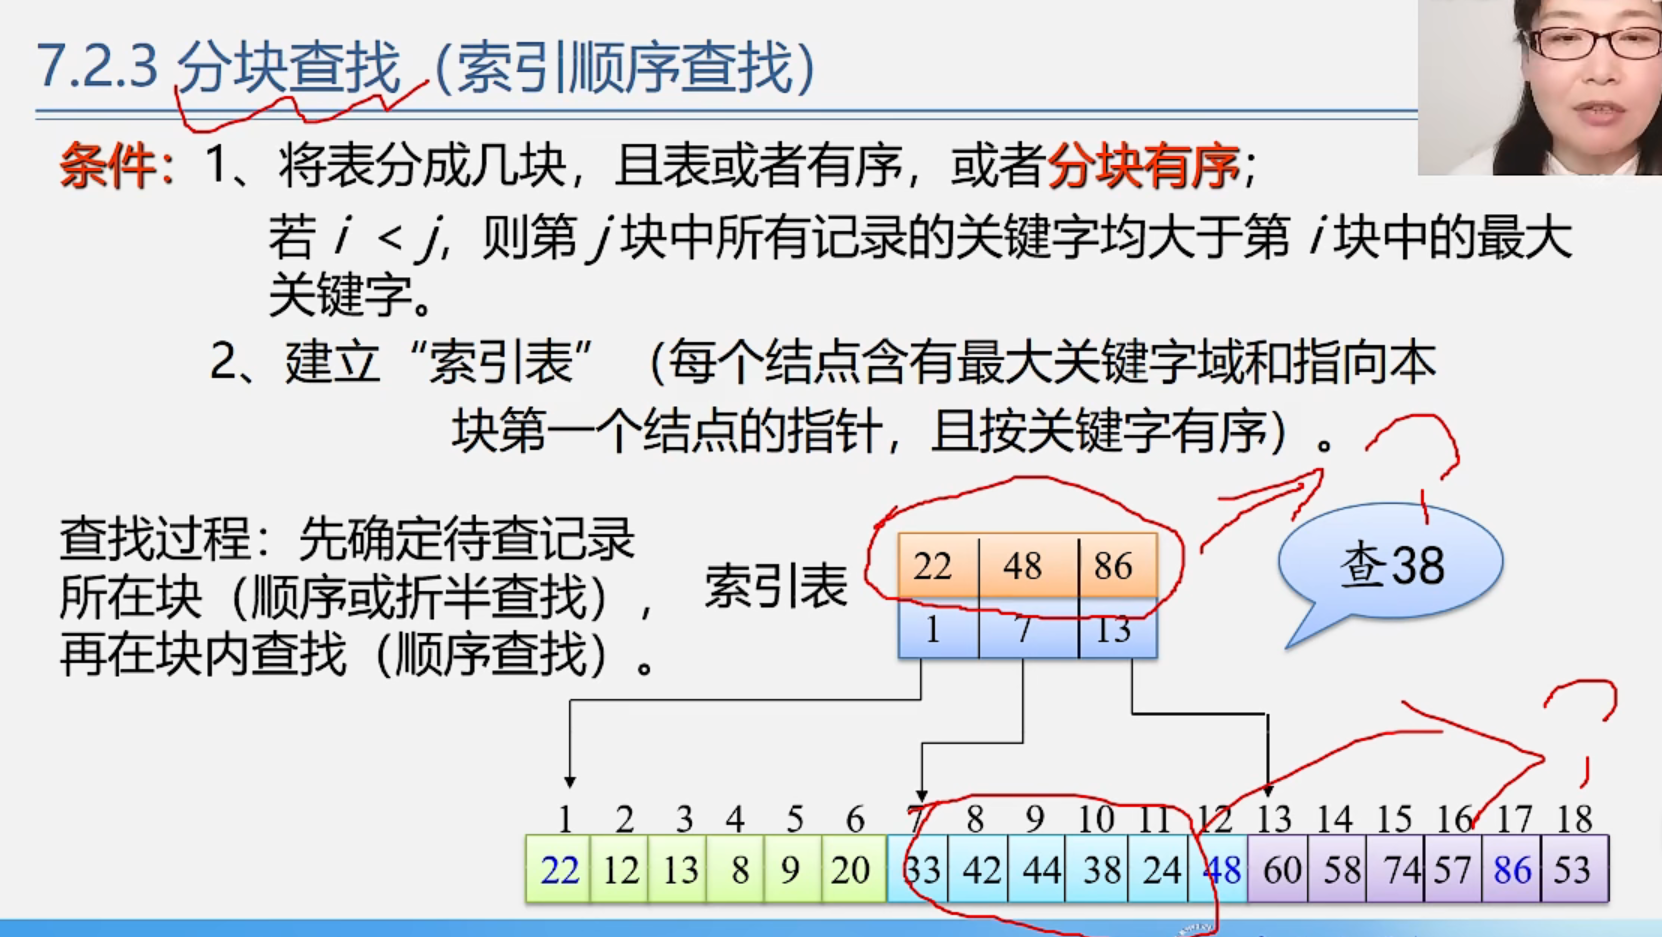 7.2.3 分块查找（索引顺序查找）
条件：1、将表分成几块，且表或者有序，或者分块有序；
若 i < j，则第 j 块中所有记录的关键字均大于第 i 块中的最大
关键字。
2、建立“索引表”（每个结点含有最大关键字域和指向本
块第一个结点的指针，且按关键字有序）。
查找过程：先确定待查记录
所在块（顺序或折半查找），
再在块内查找（顺序查找）。
索引表
22 48 86
1 7 13
查38
1 2 3 4 5 6 7 8 9 10 11 12 13 14 15 16 17 18
22 12 13 8 9 20 33 42 44 38 24 48 60 58 74 57 86 53